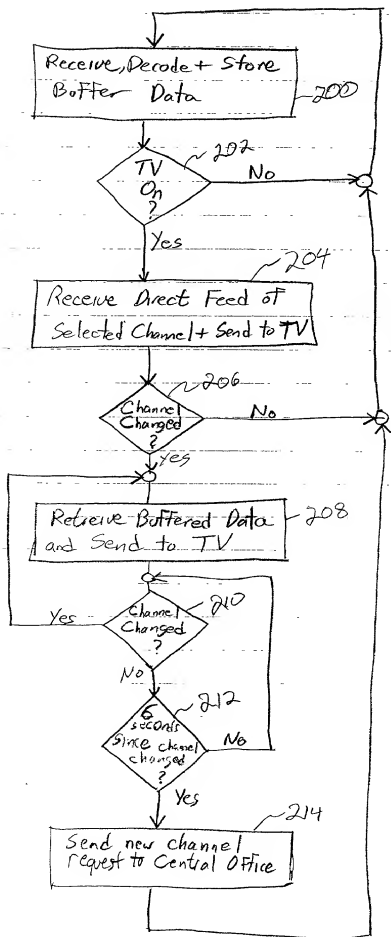 Receive, Decode + Store
Buffer Data
200
TV
On
?
202
No
Yes
204
Receive Direct Feed of
Selected Channel + Send to TV
206
Channel
Changed
?
No
Yes
Retrieve Buffered Data
and Send to TV
208
Channel
Changed
?
210
Yes
No
6
seconds
since channel
changed
?
212
No
Yes
214
Send new channel
request to Central Office